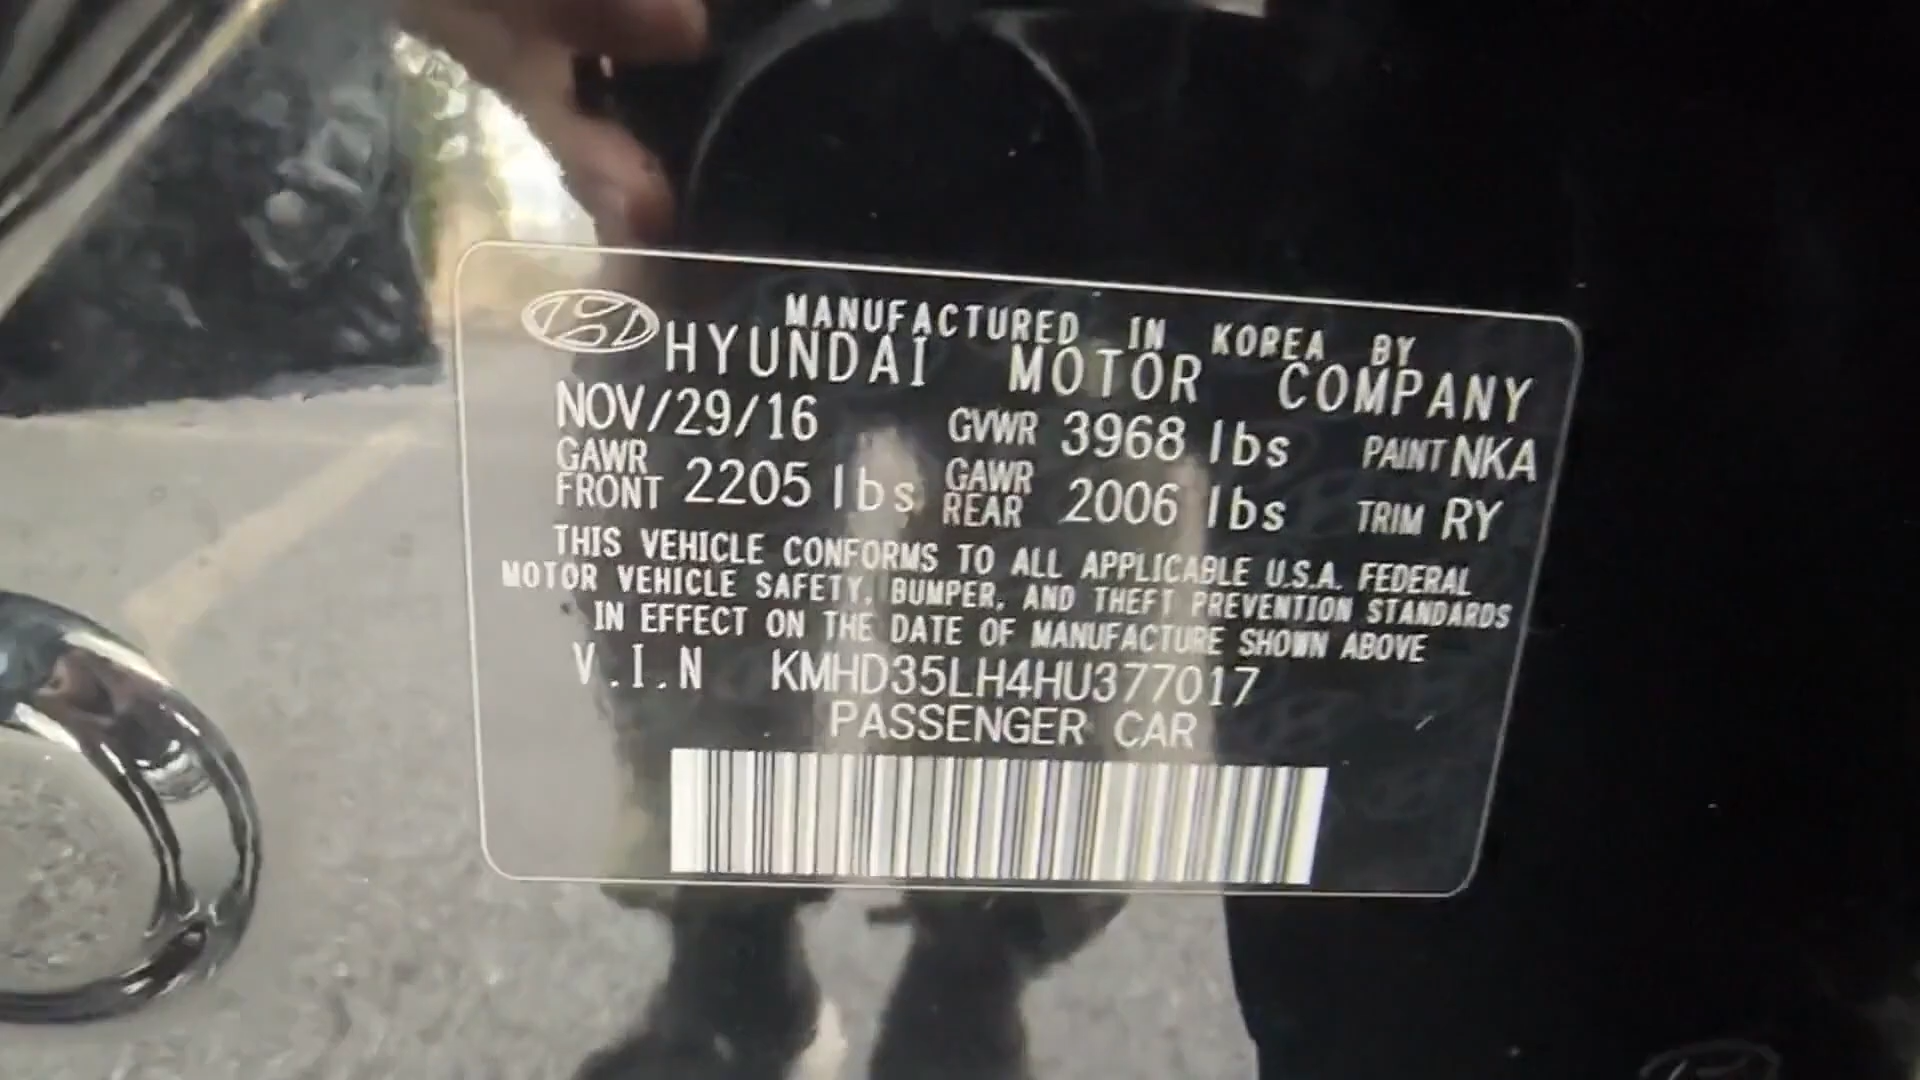 MANUFACTURED IN KOREA BY
HYUNDAI MOTOR COMPANY
NOV/29/16 GVWR 3968 lbs PAINT NKA
GAWR FRONT 2205 lbs GAWR REAR 2006 lbs TRIM RY
THIS VEHICLE CONFORMS TO ALL APPLICABLE U.S.A. FEDERAL
MOTOR VEHICLE SAFETY, BUMPER, AND THEFT PREVENTION STANDARDS
IN EFFECT ON THE DATE OF MANUFACTURE SHOWN ABOVE
V.I.N KMHD35LH4HU377017
PASSENGER CAR